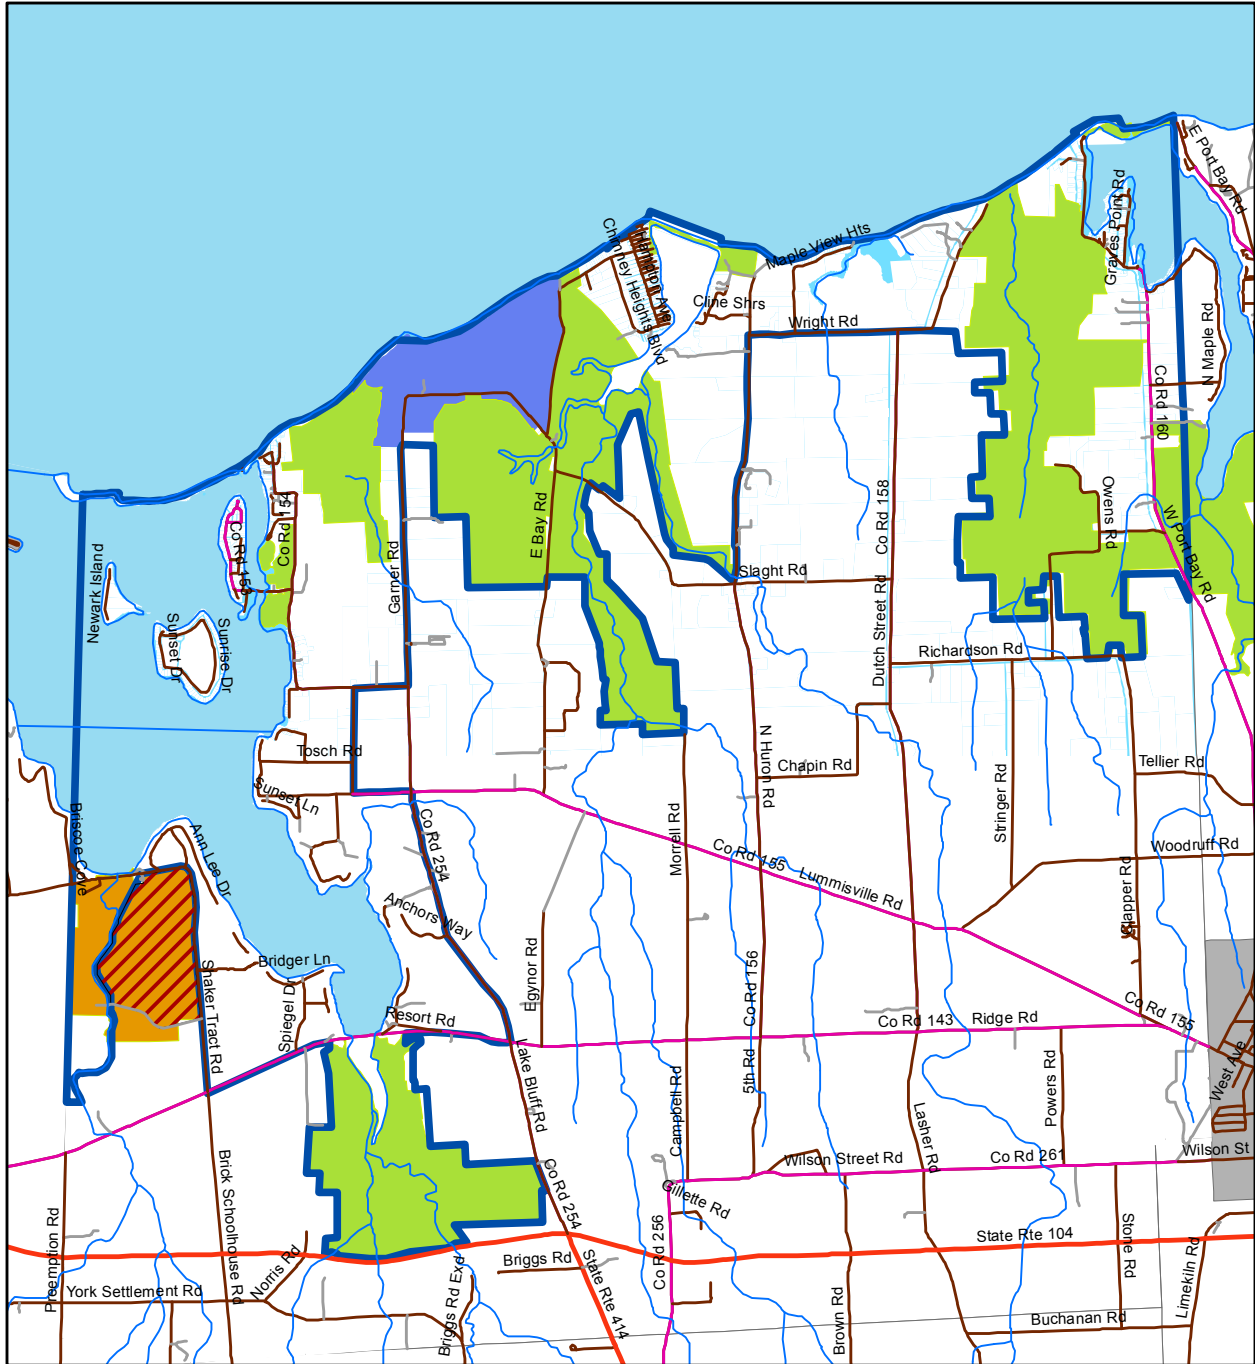 E Port Bay Rd
Graves Point Rd
Maple View Hts
Hampton Ave
Chimney Heights Blvd
Cline Shrs
Wright Rd
N Maple Rd
Co Rd 160
Co Rd 154
Co Rd 153
E Bay Rd
Co Rd 158
Owens Rd
W Port Bay Rd
Garner Rd
Newark Island
Slaght Rd
Sunset Dr
Sunrise Dr
Dutch Street Rd
Richardson Rd
Tosch Rd
N Huron Rd
Chapin Rd
Tellier Rd
Sunset Ln
Stringer Rd
Briscoe Cove
Ann Lee Dr
Co Rd 254
Morrell Rd
Co Rd 155
Lummisville Rd
Woodruff Rd
Clapper Rd
Anchors Way
Bridger Ln
Egynor Rd
Co Rd 156
Shaker Tract Rd
Spiegel Dr
Resort Rd
Co Rd 143
Ridge Rd
Co Rd 155
Lake Bluff Rd
5th Rd
West Ave
Powers Rd
Campbell Rd
Lasher Rd
Wilson Street Rd
Co Rd 261
Wilson St
Brick Schoolhouse Rd
Co Rd 254
Gillette Rd
Preemption Rd
Norris Rd
Co Rd 256
State Rte 104
Stone Rd
Limekiln Rd
Briggs Rd
York Settlement Rd
Briggs Rd Exd
State Rte 414
Brown Rd
Buchanan Rd